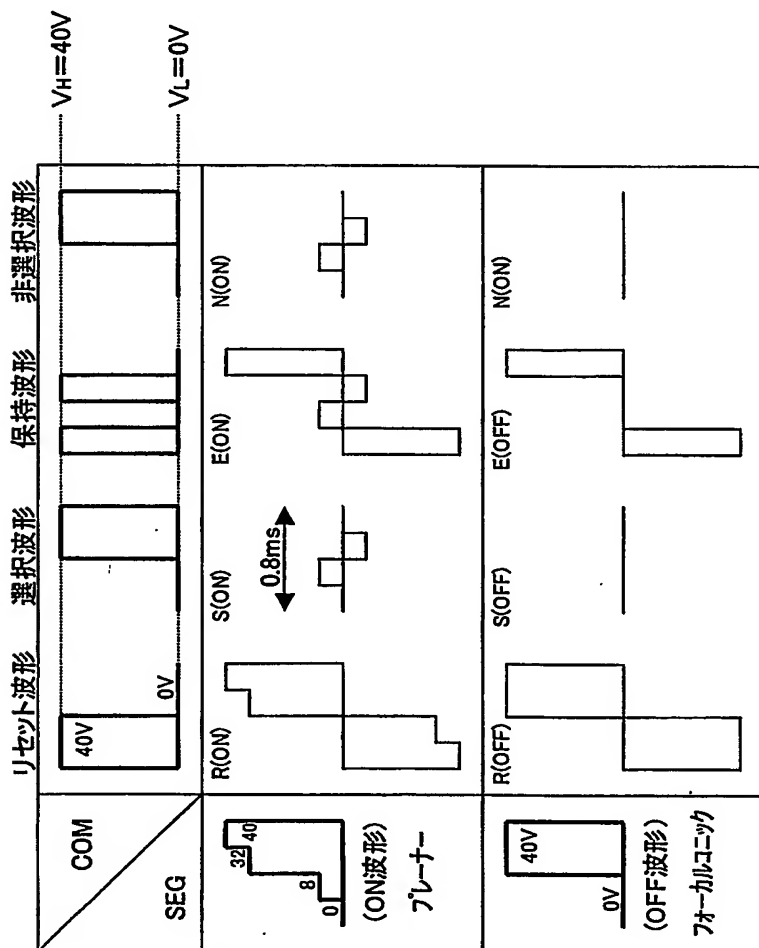 リセット波形
選択波形
保持波形
非選択波形
COM
SEG
40V
0V
VH=40V
VL=0V
0
8
32
40
(ON波形)
プレーナー
R(ON)
S(ON)
0.8ms
E(ON)
N(ON)
0V
40V
(OFF波形)
フォーカルコニック
R(OFF)
S(OFF)
E(OFF)
N(ON)